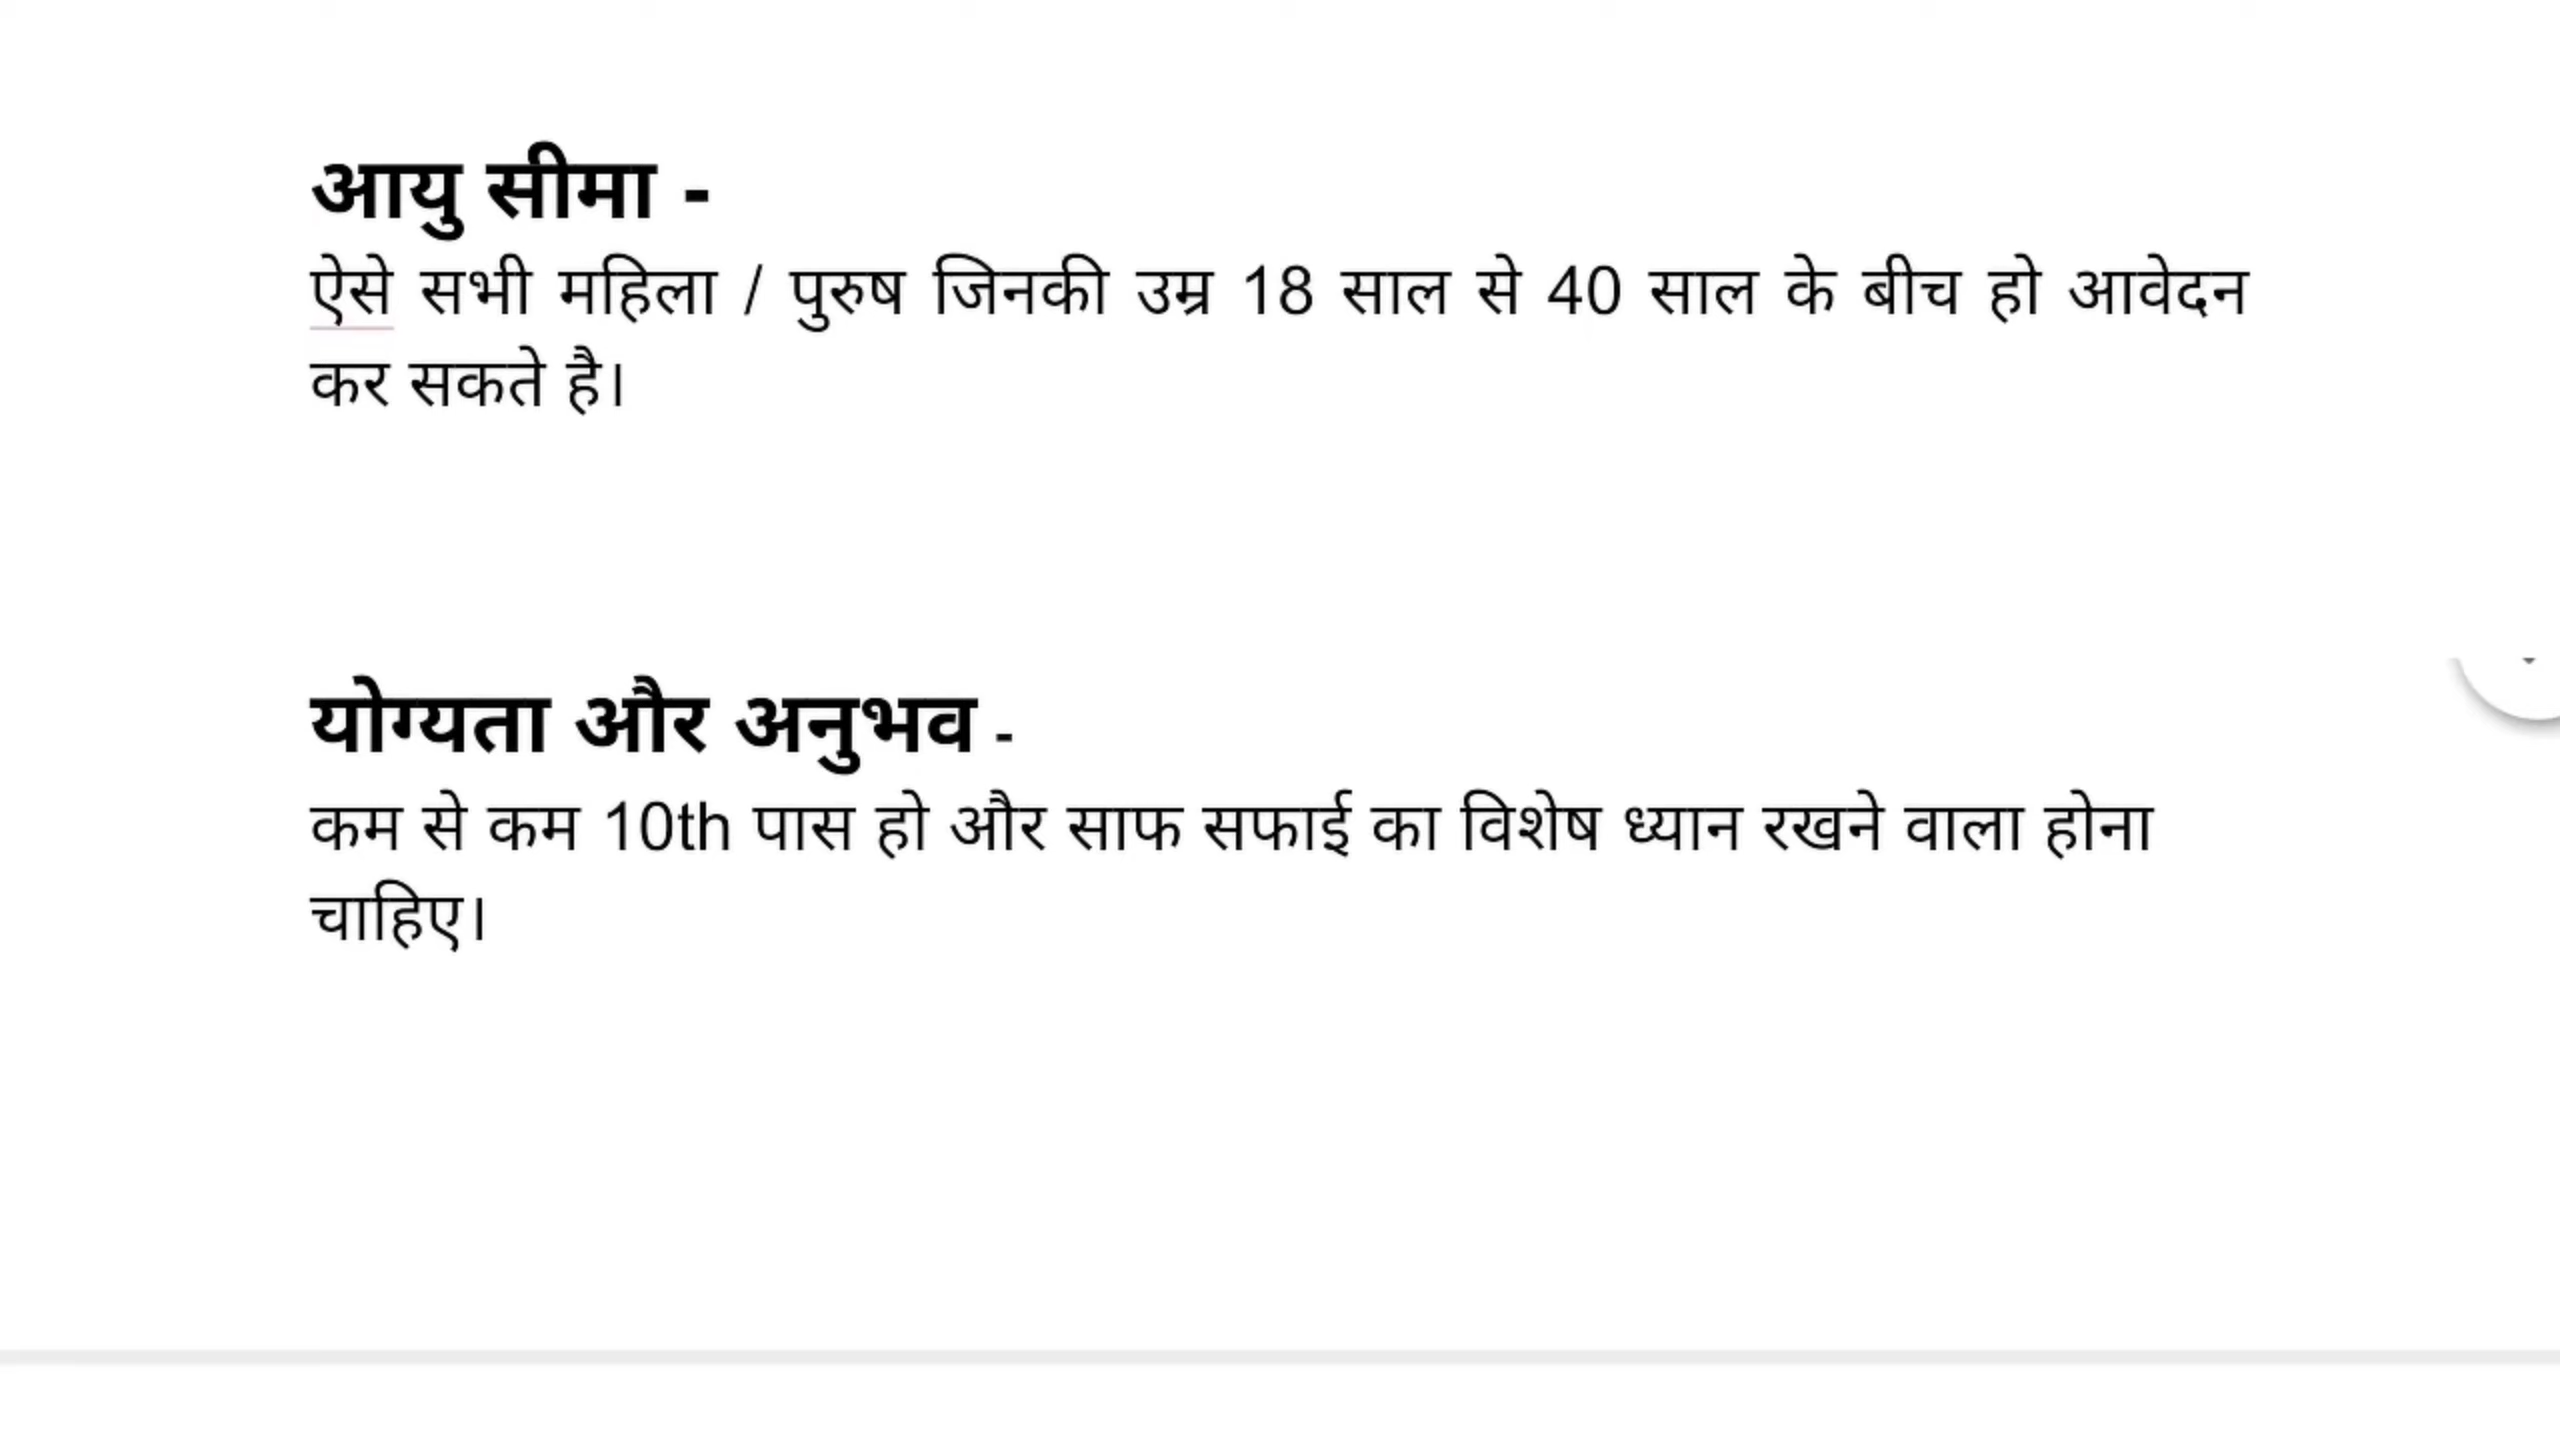 आयु सीमा -
ऐसे सभी महिला / पुरुष जिनकी उम्र 18 साल से 40 साल के बीच हो आवेदन
कर सकते है।
योग्यता और अनुभव -
कम से कम 10th पास हो और साफ सफाई का विशेष ध्यान रखने वाला होना
चाहिए।